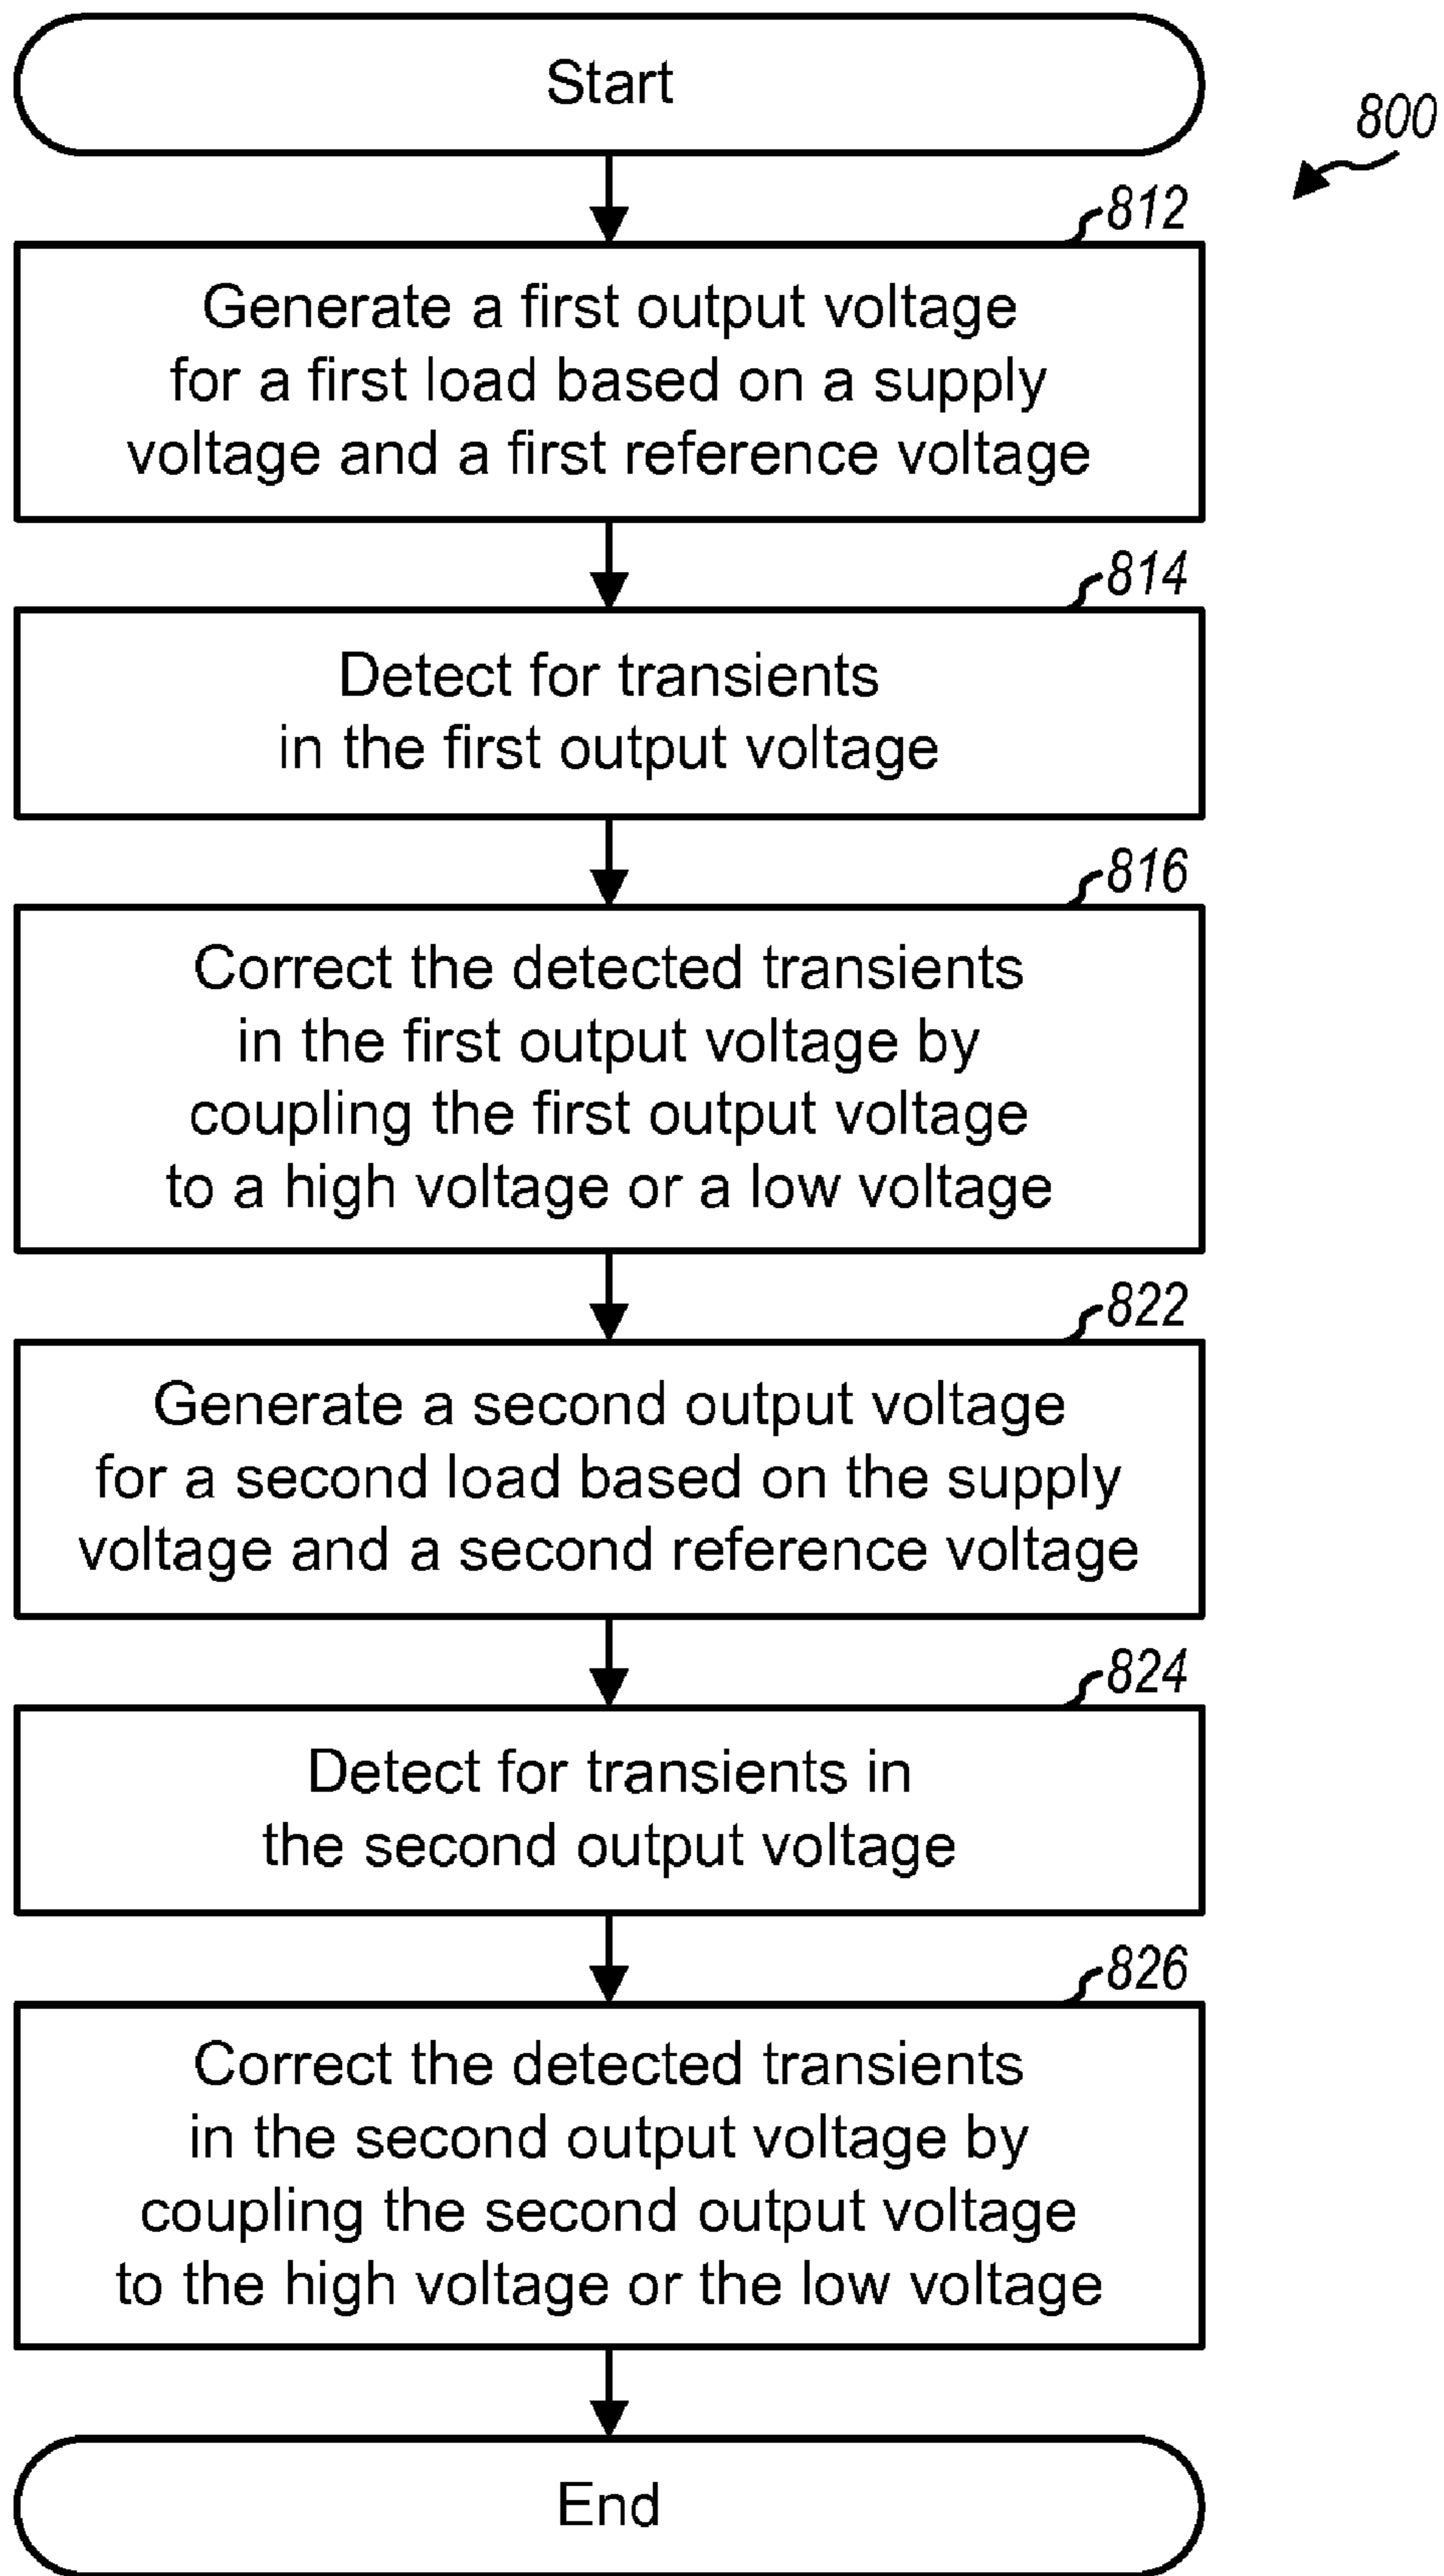 Start
800
812
Generate a first output voltage
for a first load based on a supply
voltage and a first reference voltage
814
Detect for transients
in the first output voltage
816
Correct the detected transients
in the first output voltage by
coupling the first output voltage
to a high voltage or a low voltage
822
Generate a second output voltage
for a second load based on the supply
voltage and a second reference voltage
824
Detect for transients in
the second output voltage
826
Correct the detected transients
in the second output voltage by
coupling the second output voltage
to the high voltage or the low voltage
End